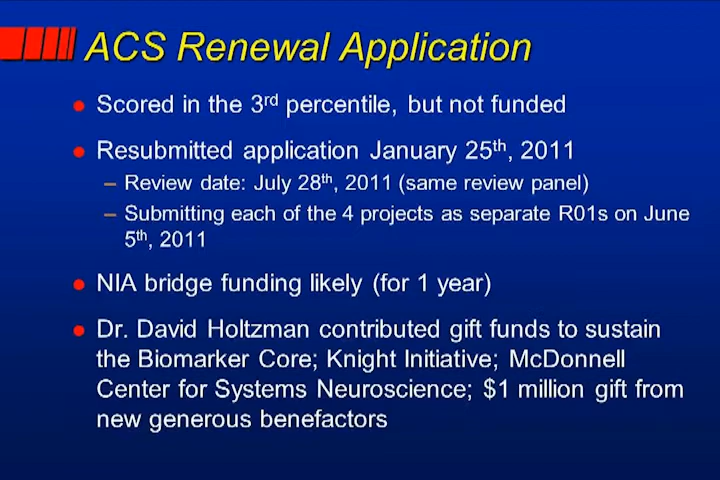 ACS Renewal Application
Scored in the 3rd percentile, but not funded
Resubmitted application January 25th, 2011
– Review date: July 28th, 2011 (same review panel)
– Submitting each of the 4 projects as separate R01s on June
5th, 2011
NIA bridge funding likely (for 1 year)
Dr. David Holtzman contributed gift funds to sustain
the Biomarker Core; Knight Initiative; McDonnell
Center for Systems Neuroscience; $1 million gift from
new generous benefactors